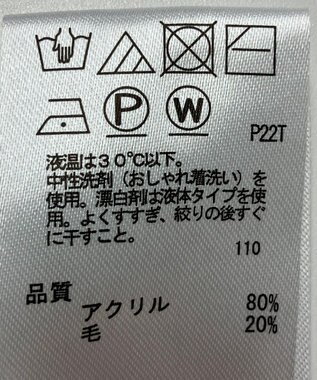 P W
P22T
液温は30℃以下。
中性洗剤（おしゃれ着洗い）を
使用。漂白剤は液体タイプを使
用。よくすすぎ、絞りの後すぐ
に干すこと。
110
品質
アクリル 80%
毛 20%